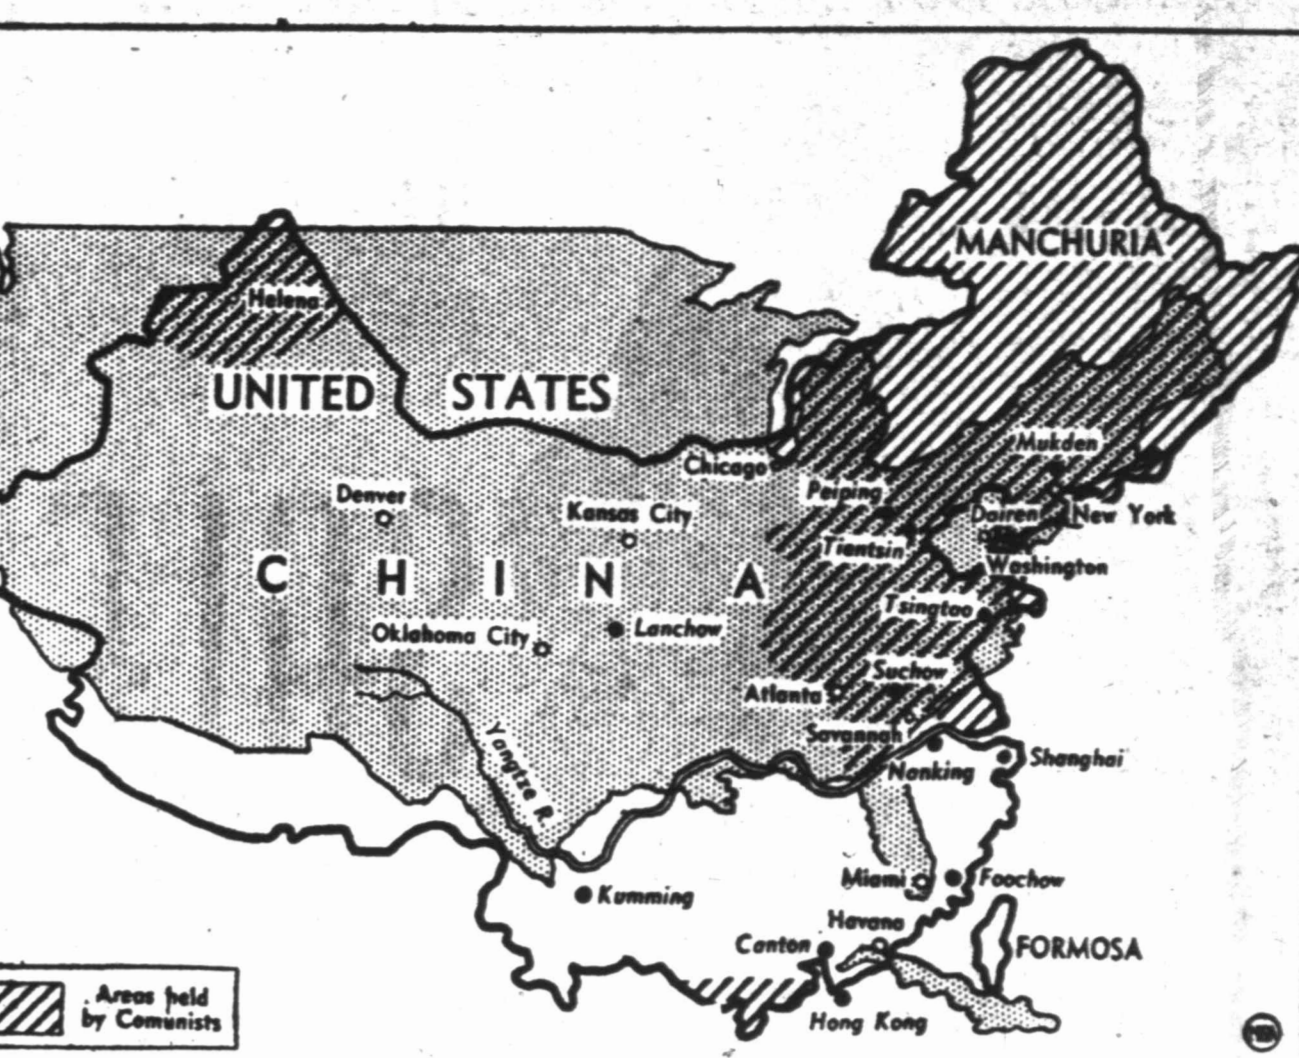 MANCHURIA
Helena
UNITED STATES
Mukden
Chicago
Peiping
Denver
Kansas City
Dairen
New York
Tientsin
Washington
C H I N A
Tsingtao
Oklahoma City
Lanchow
Suchow
Atlanta
Savannah
Yangtze R.
Nanking
Shanghai
Miami
Foochow
Kumming
Havana
Canton
FORMOSA
Areas held
by Comunists
Hong Kong